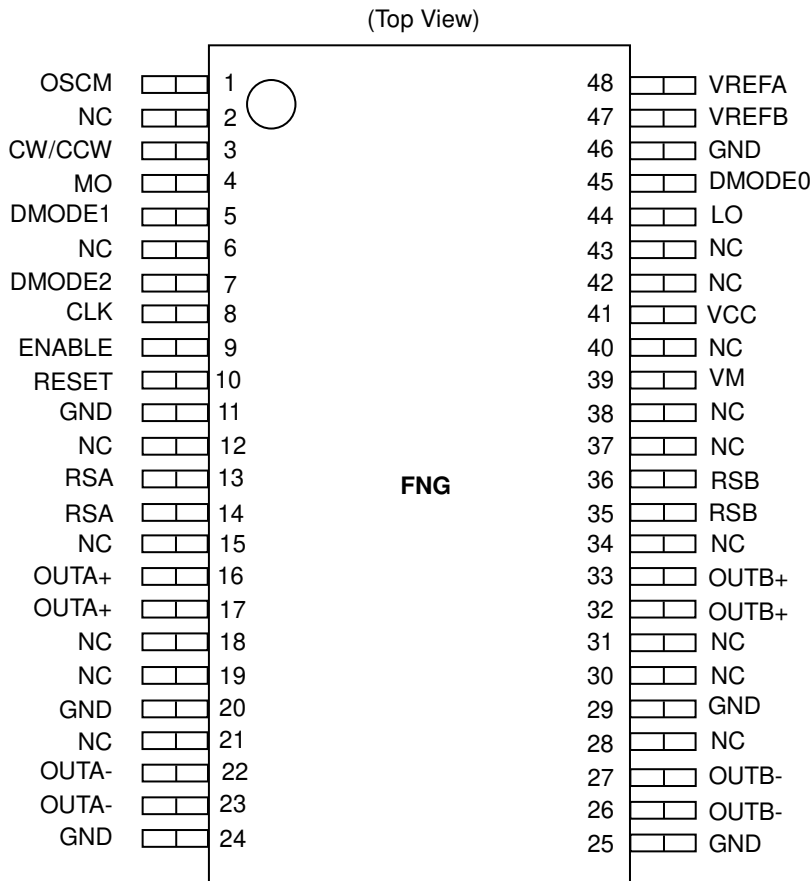 (Top View)
OSCM 1 48 VREFA
NC 2 47 VREFB
CW/CCW 3 46 GND
MO 4 45 DMODE0
DMODE1 5 44 LO
NC 6 43 NC
DMODE2 7 42 NC
CLK 8 41 VCC
ENABLE 9 40 NC
RESET 10 39 VM
GND 11 38 NC
NC 12 37 NC
RSA 13 36 RSB
FNG
RSA 14 35 RSB
NC 15 34 NC
OUTA+ 16 33 OUTB+
OUTA+ 17 32 OUTB+
NC 18 31 NC
NC 19 30 NC
GND 20 29 GND
NC 21 28 NC
OUTA- 22 27 OUTB-
OUTA- 23 26 OUTB-
GND 24 25 GND